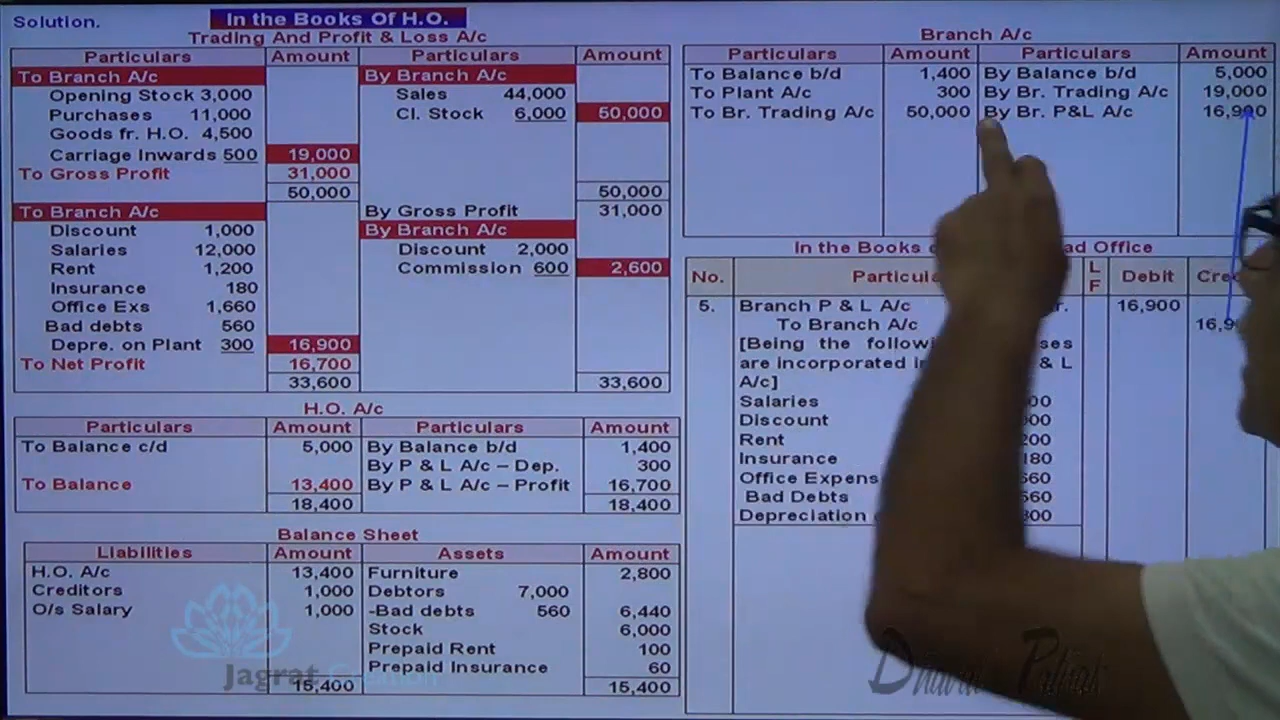 Solution.
In the Books Of H.O.
Trading And Profit & Loss A/c
Particulars Amount Particulars Amount
To Branch A/c By Branch A/c
Opening Stock 3,000 Sales 44,000
Purchases 11,000 Cl. Stock 6,000 50,000
Goods fr. H.O. 4,500
Carriage Inwards 500 19,000
To Gross Profit 31,000
50,000 50,000
To Branch A/c By Gross Profit 31,000
Discount 1,000 By Branch A/c
Salaries 12,000 Discount 2,000
Rent 1,200 Commission 600 2,600
Insurance 180
Office Exs 1,660
Bad debts 560
Depre. on Plant 300 16,900
To Net Profit 16,700
33,600 33,600
H.O. A/c
Particulars Amount Particulars Amount
To Balance c/d 5,000 By Balance b/d 1,400
By P & L A/c – Dep. 300
To Balance 13,400 By P & L A/c – Profit 16,700
18,400 18,400
Balance Sheet
Liabilities Amount Assets Amount
H.O. A/c 13,400 Furniture 2,800
Creditors 1,000 Debtors 7,000
O/s Salary 1,000 -Bad debts 560 6,440
Stock 6,000
Prepaid Rent 100
Prepaid Insurance 60
15,400 15,400
Branch A/c
Particulars Amount Particulars Amount
To Balance b/d 1,400 By Balance b/d 5,000
To Plant A/c 300 By Br. Trading A/c 19,000
To Br. Trading A/c 50,000 By Br. P&L A/c 16,900
In the Books Office
No. L F Debit
5. Branch P & L A/c 16,900
To Branch A/c
[Being the
are incorporated & L
A/c]
Salaries
Discount
Rent
Insurance 180
Office
Bad Debts
Depreciation
Jagrat